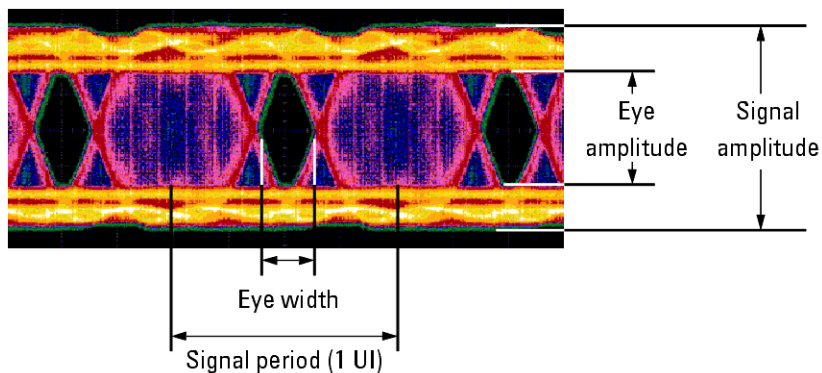 Eye
amplitude
Signal
amplitude
Eye width
Signal period (1 UI)